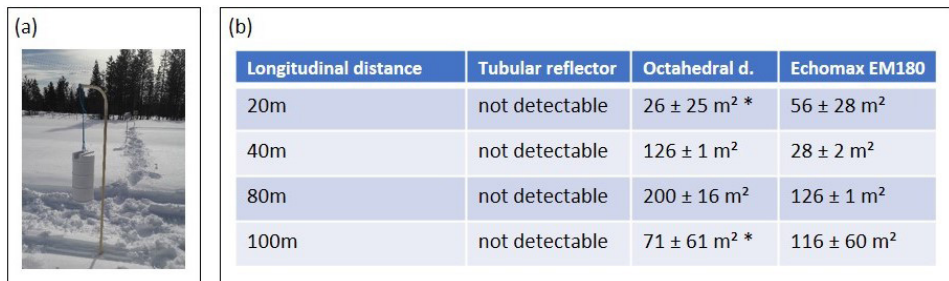 (a)
(b)
Longitudinal distance Tubular reflector Octahedral d. Echomax EM180
20m not detectable 26 ± 25 m² * 56 ± 28 m²
40m not detectable 126 ± 1 m² 28 ± 2 m²
80m not detectable 200 ± 16 m² 126 ± 1 m²
100m not detectable 71 ± 61 m² * 116 ± 60 m²